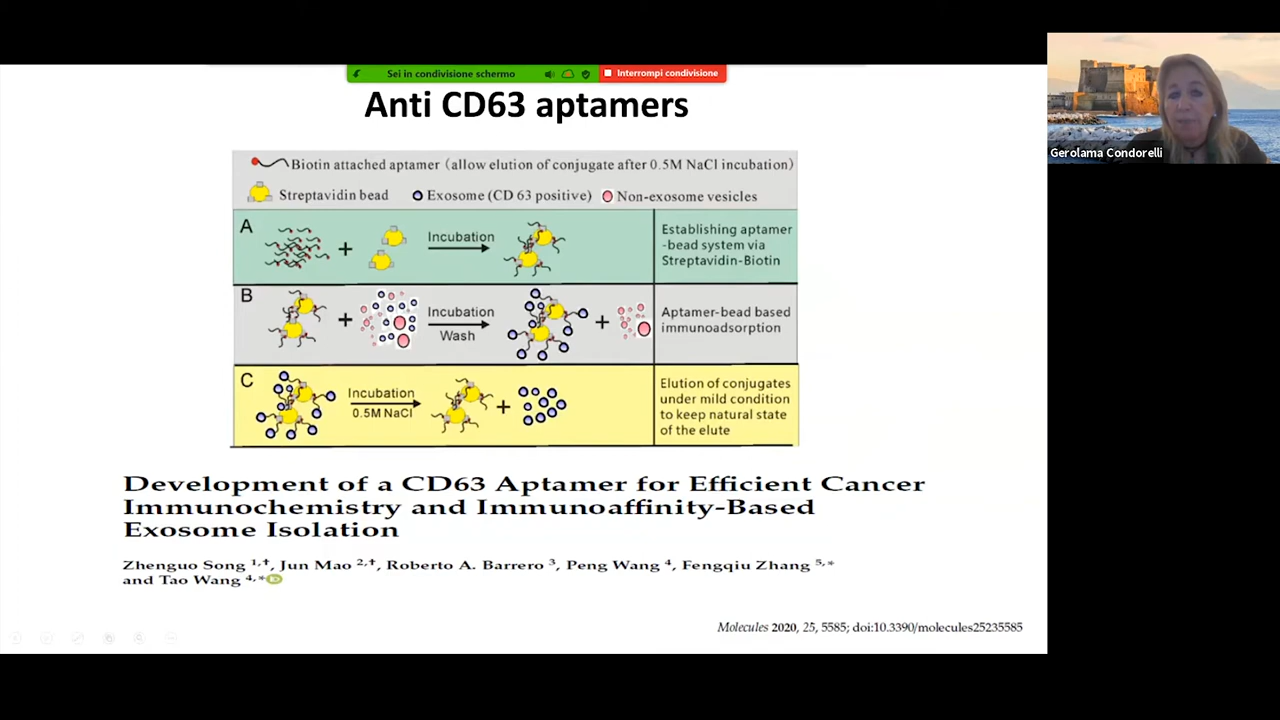 Sei in condivisione schermo
Interrompi condivisione
Anti CD63 aptamers
Gerolama Condorelli
Biotin attached aptamer (allow elution of conjugate after 0.5M NaCl incubation)
Streptavidin bead
Exosome (CD 63 positive)
Non-exosome vesicles
A
+
Incubation
Establishing aptamer
-bead system via
Streptavidin-Biotin
B
+
Incubation
Wash
+
Aptamer-bead based
immunoadsorption
C
Incubation
0.5M NaCl
+
Elution of conjugates
under mild condition
to keep natural state
of the elute
Development of a CD63 Aptamer for Efficient Cancer
Immunochemistry and Immunoaffinity-Based
Exosome Isolation
Zhenguo Song 1,†, Jun Mao 2,†, Roberto A. Barrero 3, Peng Wang 4, Fengqiu Zhang 5,*
and Tao Wang 4,* iD
Molecules 2020, 25, 5585; doi:10.3390/molecules25235585